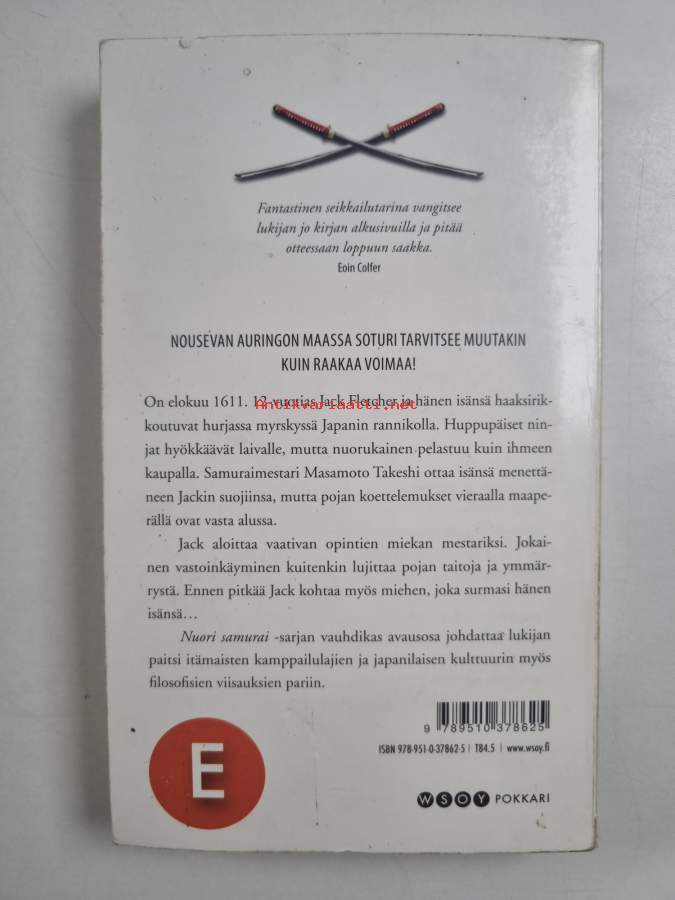 Fantastinen seikkailutarina vangitsee
lukijan jo kirjan alkusivuilla ja pitää
otteessaan loppuun saakka.
Eoin Colfer
NOUSEVAN AURINGON MAASSA SOTURI TARVITSEE MUUTAKIN
KUIN RAAKAA VOIMAA!
On elokuu 1611. 12-vuotias Jack Fletcher ja hänen isänsä haaksirik-
Antikvariaatti.net
koutuvat hurjassa myrskyssä Japanin rannikolla. Huppupäiset nin-
jat hyökkäävät laivalle, mutta nuorukainen pelastuu kuin ihmeen
kaupalla. Samuraimestari Masamoto Takeshi ottaa isänsä menettä-
neen Jackin suojiinsa, mutta pojan koettelemukset vieraalla maape-
rällä ovat vasta alussa.
Jack aloittaa vaativan opintien miekan mestariksi. Jokai-
nen vastoinkäyminen kuitenkin lujittaa pojan taitoja ja ymmär-
rystä. Ennen pitkää Jack kohtaa myös miehen, joka surmasi hänen
isänsä…
Nuori samurai -sarjan vauhdikas avausosa johdattaa lukijan
paitsi itämaisten kamppailulajien ja japanilaisen kulttuurin myös
filosofisien viisauksien pariin.
9 789510 378625
ISBN 978-951-0-37862-5 | T84.5 | www.wsoy.fi
E
WSOY POKKARI